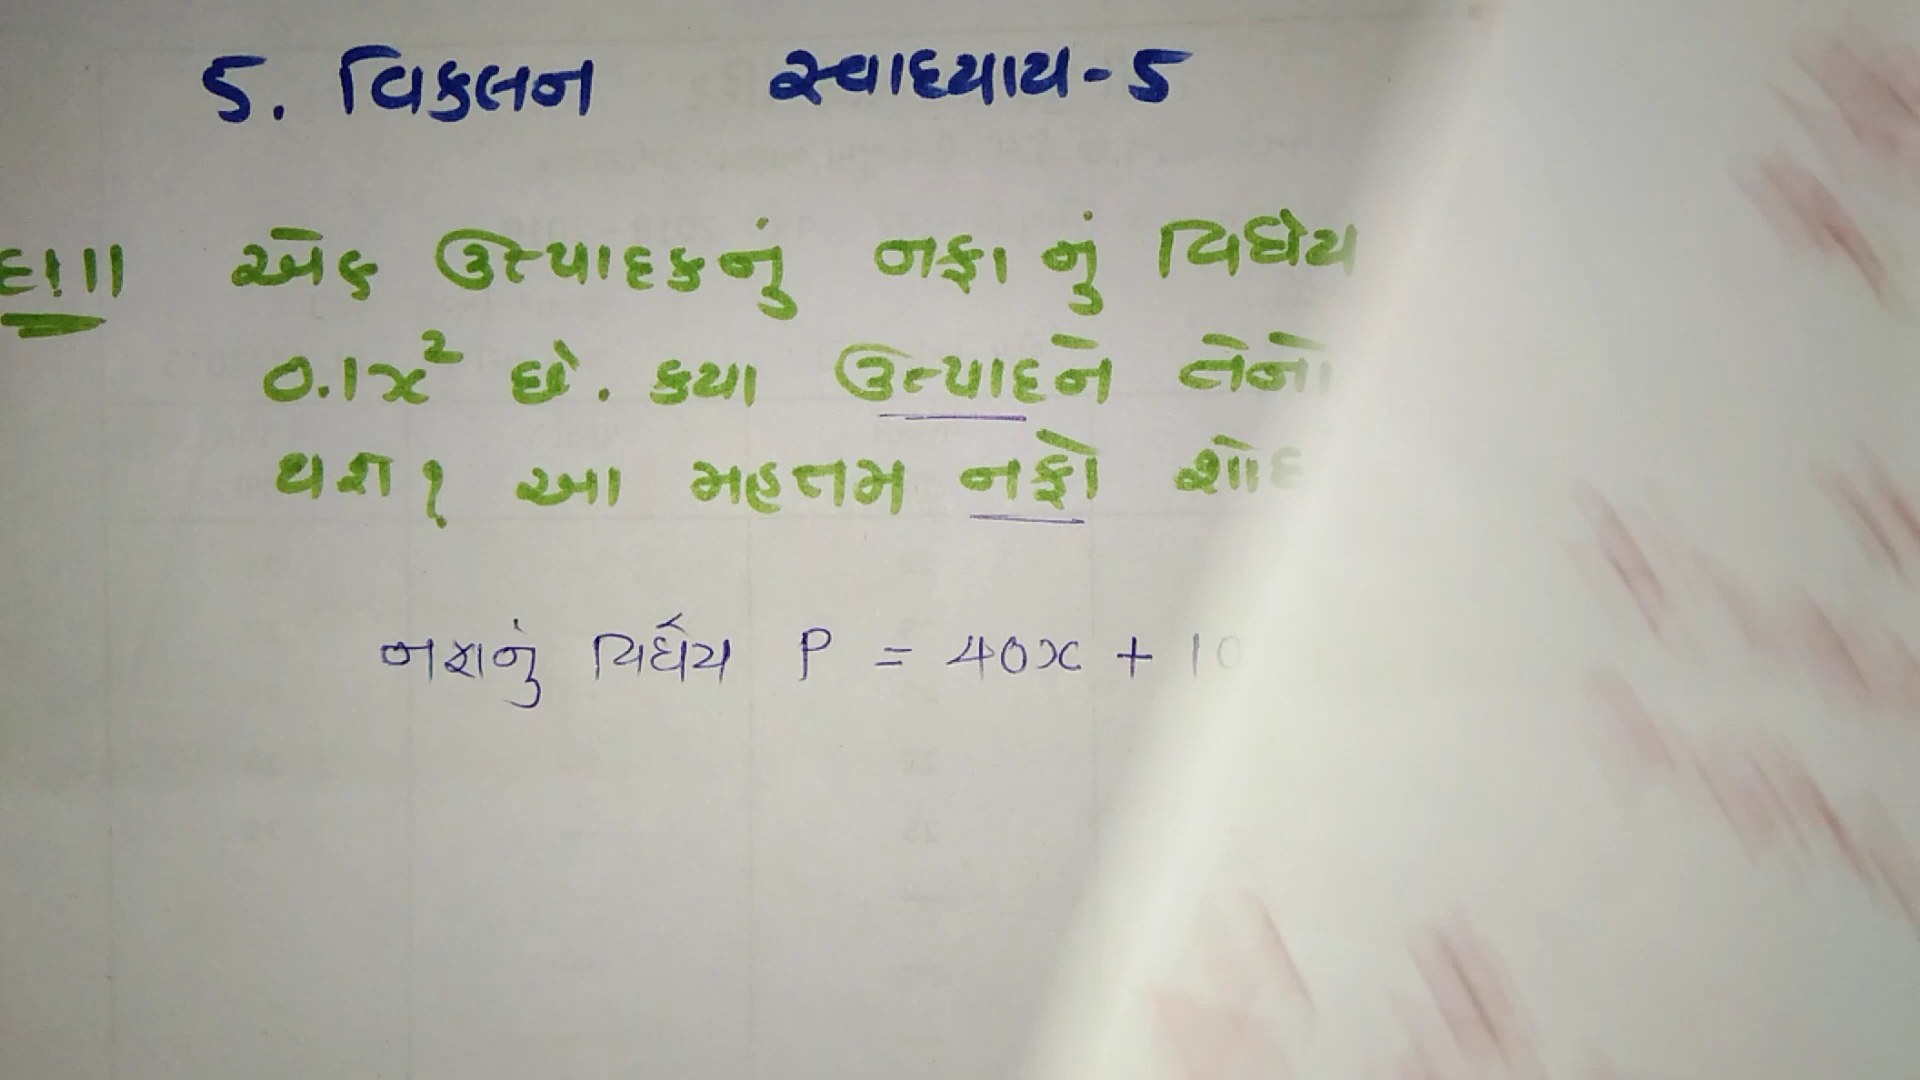 5. વિકલન સ્વાધ્યાય-5
દા.11 એક ઉત્પાદકનું નફા નું વિધેય
0.1x² છે. કયા ઉત્પાદને તેનો
થશે? આ મહત્તમ નફો
નફાનું વિધેય P = 40x + 10